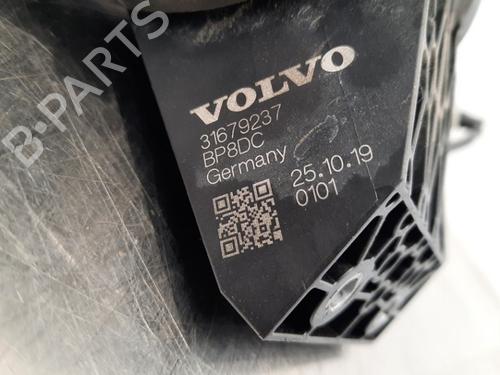 VOLVO
31679237
BP8DC
Germany
25.10.19
0101
B-PARTS